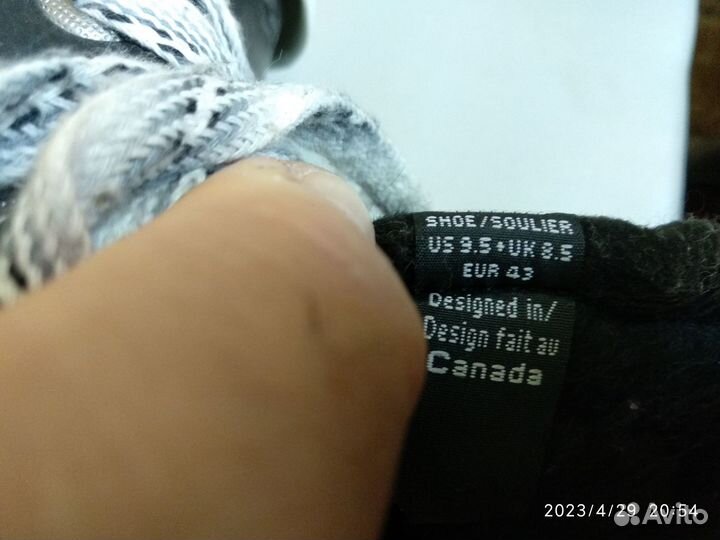 SHOE/SOULIER
US 9.5•UK 8.5
EUR 43
Designed in/
Design fait au
Canada
2023/4/29 20:54
Avito